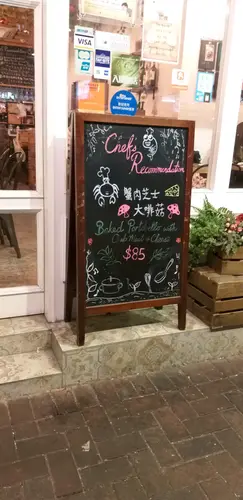 VISA
Chef's
Recommendation
蟹肉芝士
大啡菇
Baked Portobello with
Crab Meat & Cheese
$85